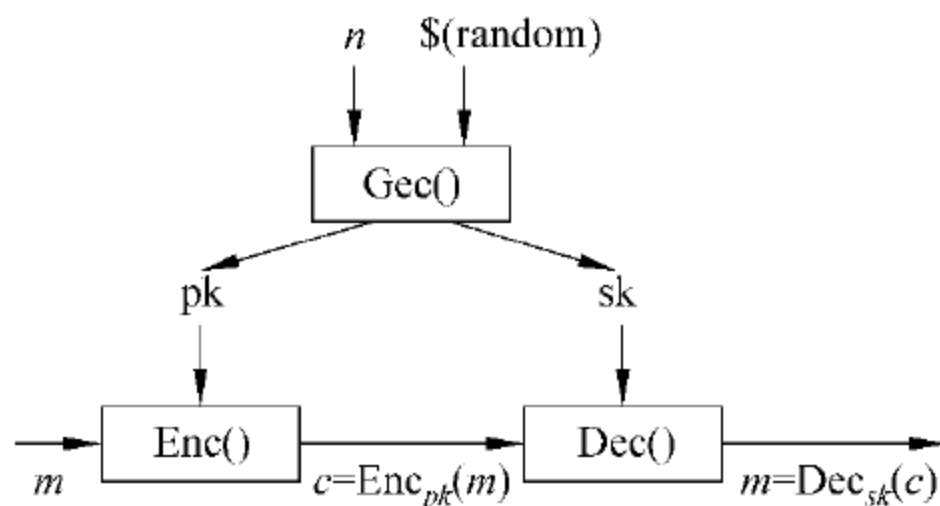 n $(random)
Gec()
pk sk
Enc() Dec()
m c=Enc_pk(m) m=Dec_sk(c)